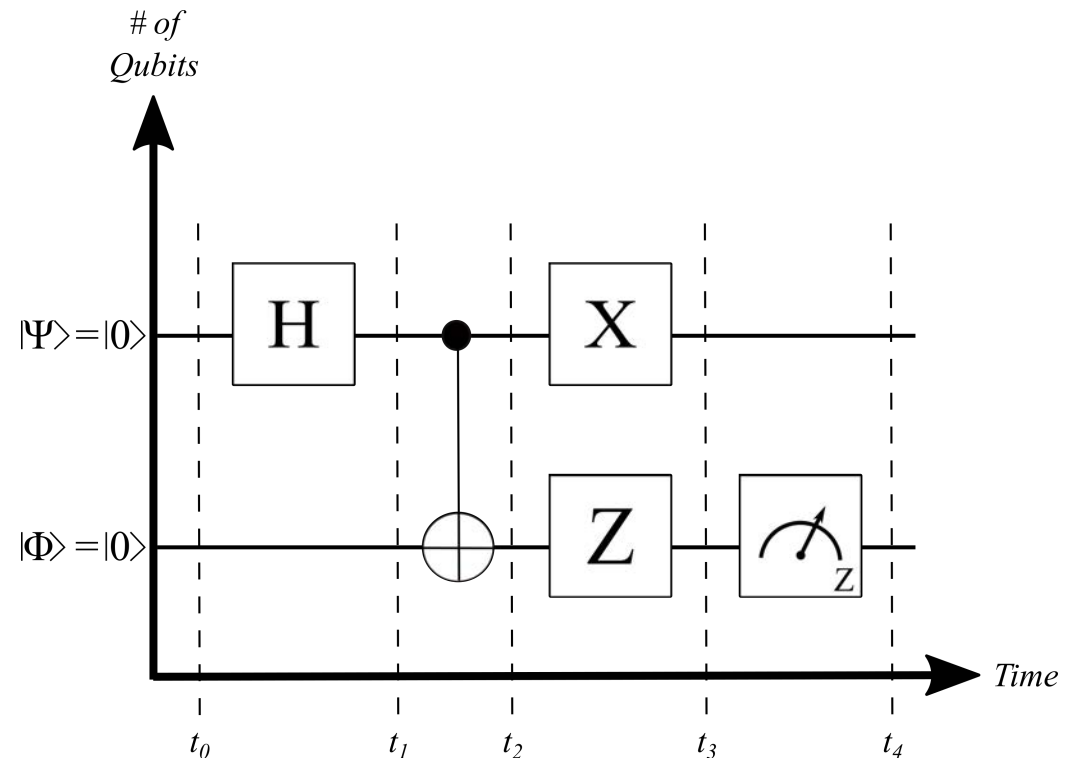 # of
Qubits
|Ψ⟩=|0⟩
H
X
|Φ⟩=|0⟩
Z
Z
Time
t₀ t₁ t₂ t₃ t₄